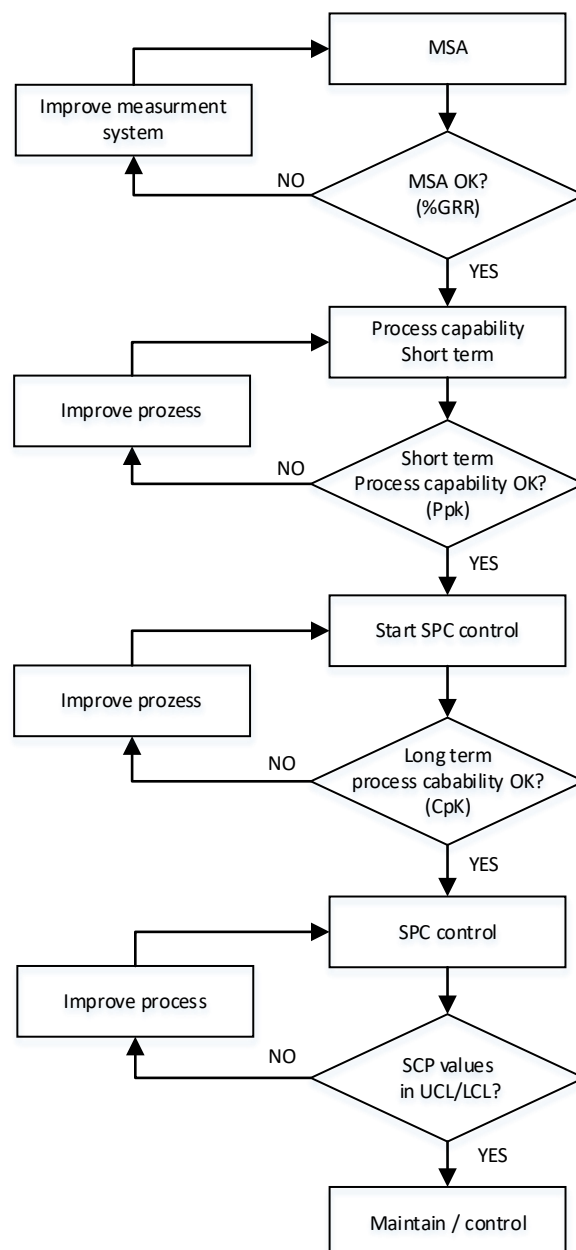 MSA
Improve measurment
system
MSA OK?
(%GRR)
NO
YES
Process capability
Short term
Improve prozess
Short term
Process capability OK?
(Ppk)
NO
YES
Start SPC control
Improve prozess
Long term
process cabability OK?
(CpK)
NO
YES
SPC control
Improve process
SCP values
in UCL/LCL?
NO
YES
Maintain / control